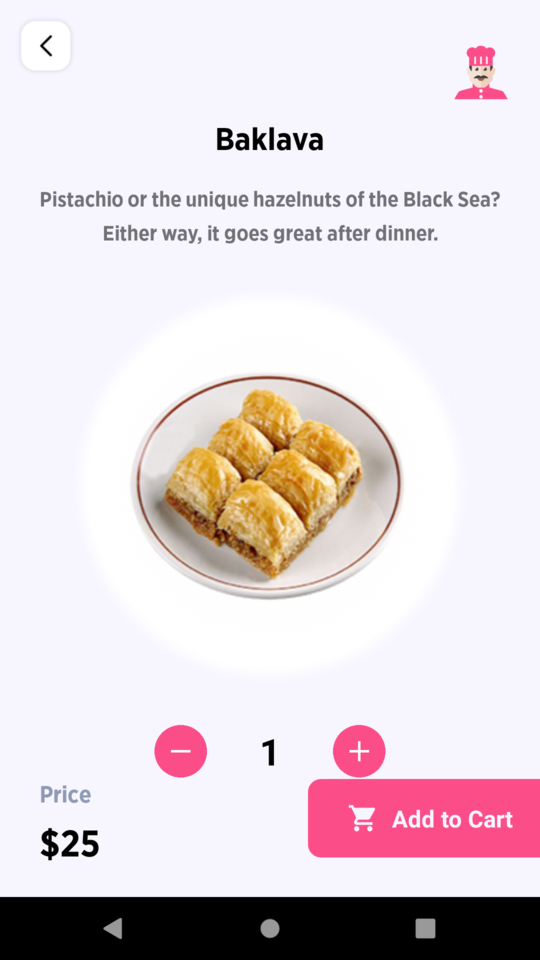 Baklava
Pistachio or the unique hazelnuts of the Black Sea?
Either way, it goes great after dinner.
1
Price
$25
Add to Cart